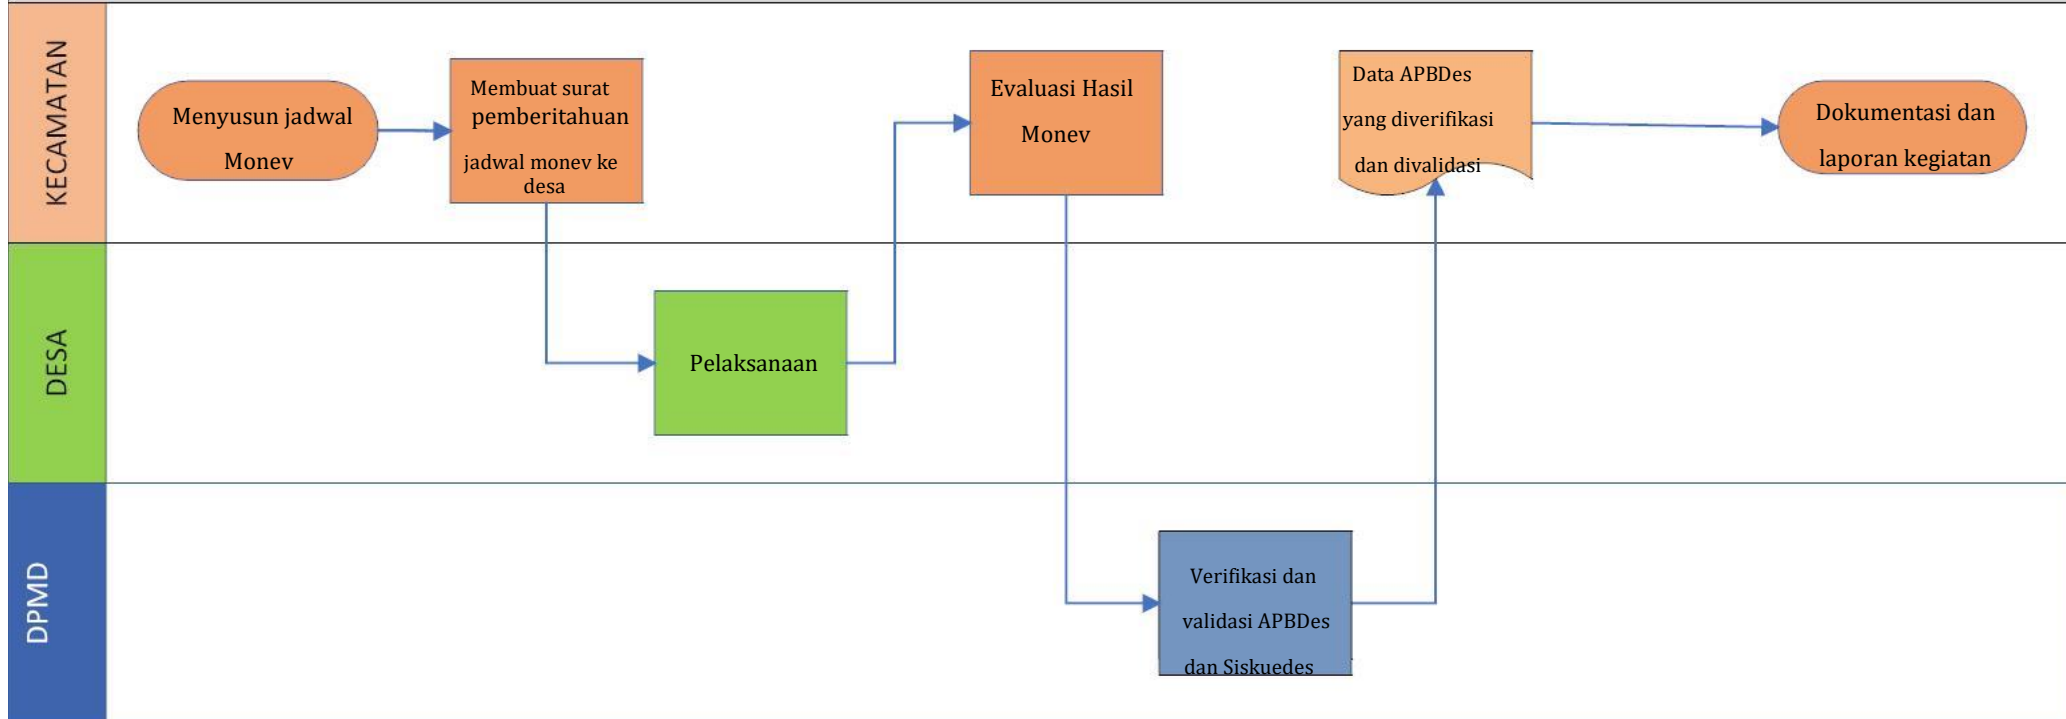 KECAMATAN
Menyusun jadwal
Monev
Membuat surat
pemberitahuan
jadwal monev ke
desa
Evaluasi Hasil
Monev
Data APBDes
yang diverifikasi
dan divalidasi
Dokumentasi dan
laporan kegiatan
DESA
Pelaksanaan
DPMD
Verifikasi dan
validasi APBDes
dan Siskuedes